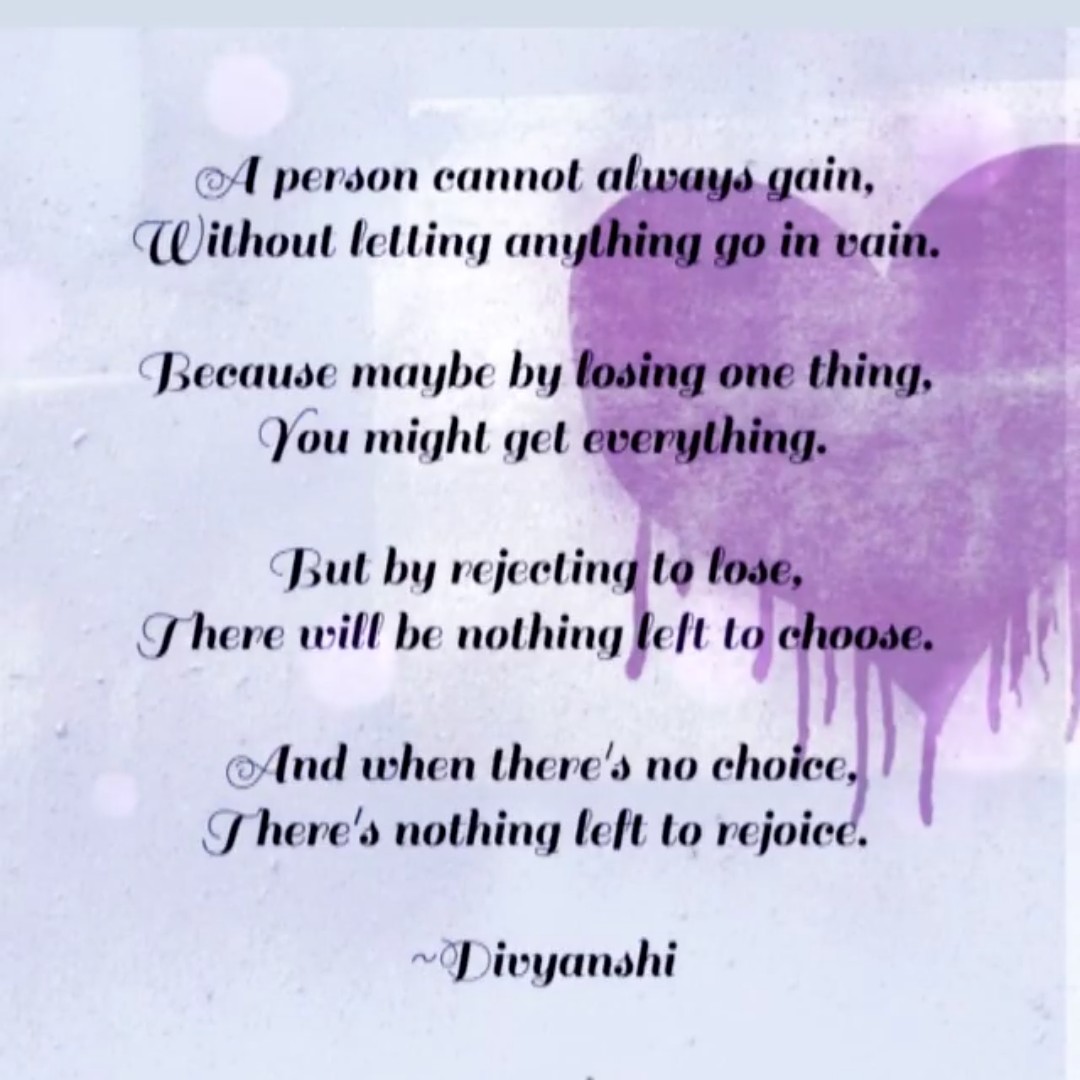 A person cannot always gain,
Without letting anything go in vain.
Because maybe by losing one thing,
You might get everything.
But by rejecting to lose,
There will be nothing left to choose.
And when there's no choice,
There's nothing left to rejoice.
~Divyanshi